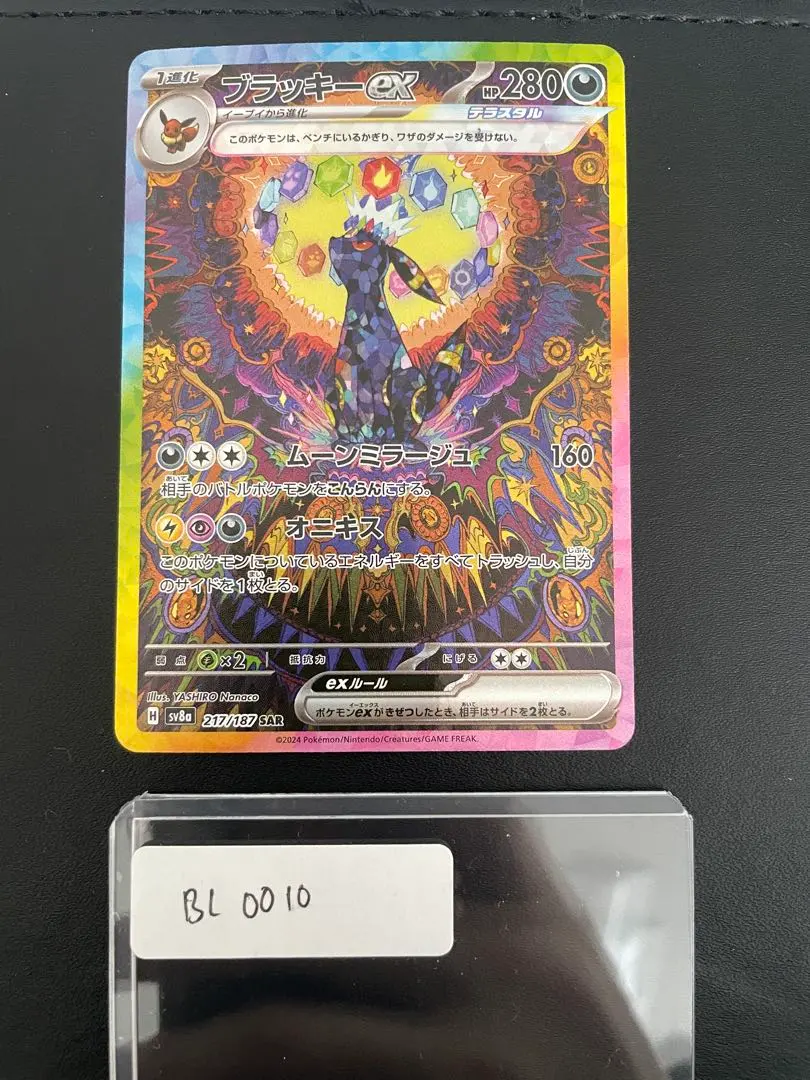 1進化 ブラッキーex HP280
イーブイから進化 テラスタル
このポケモンは、ベンチにいるかぎり、ワザのダメージを受けない。
ムーンミラージュ 160
相手のバトルポケモンをこんらんにする。
オニキス
このポケモンについているエネルギーをすべてトラッシュし、自分
のサイドを1枚とる。
弱点 ×2 抵抗力 にげる
exルール
ポケモンexがきぜつしたとき、相手はサイドを2枚とる。
Illus. YASHIRO Nanaco
H sv8a 217/187 SAR
©2024 Pokémon/Nintendo/Creatures/GAME FREAK.
BL 0010